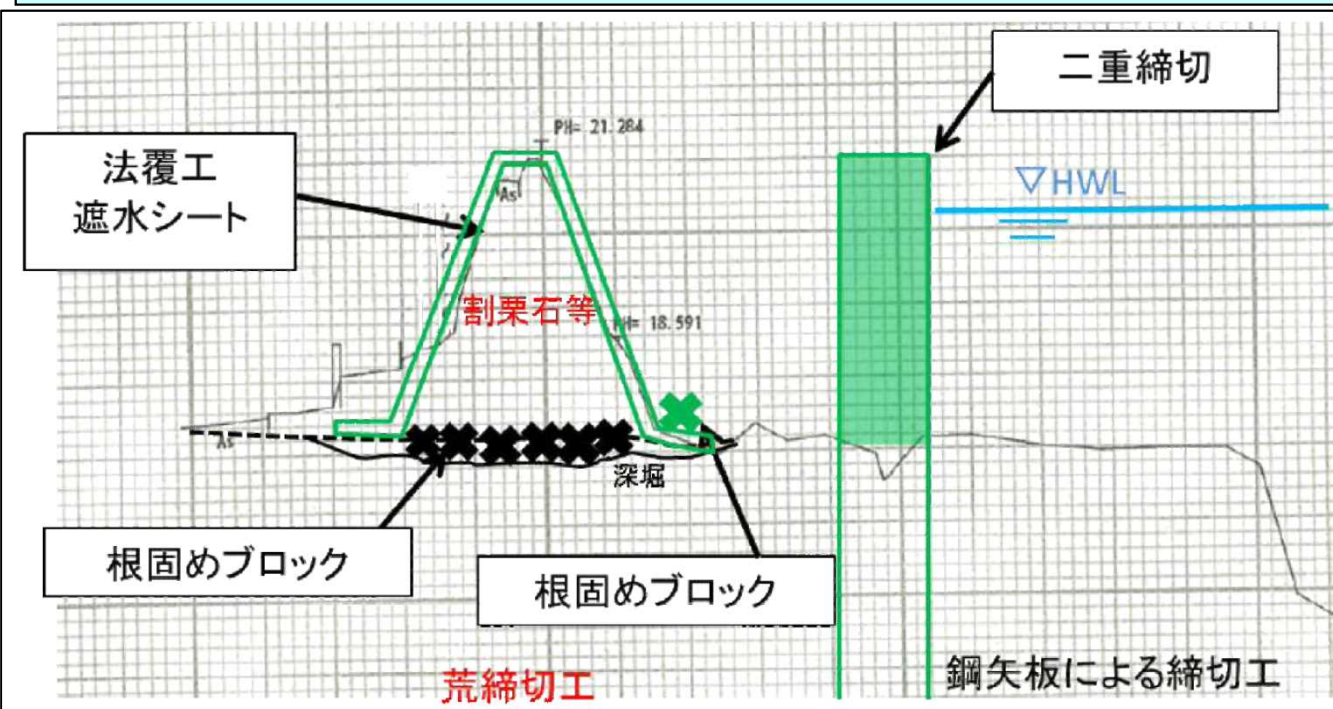 二重締切
PH= 21.284
法覆工
遮水シート
▽HWL
As
割栗石等
PH= 18.591
As
深堀
根固めブロック
根固めブロック
荒締切工
鋼矢板による締切工